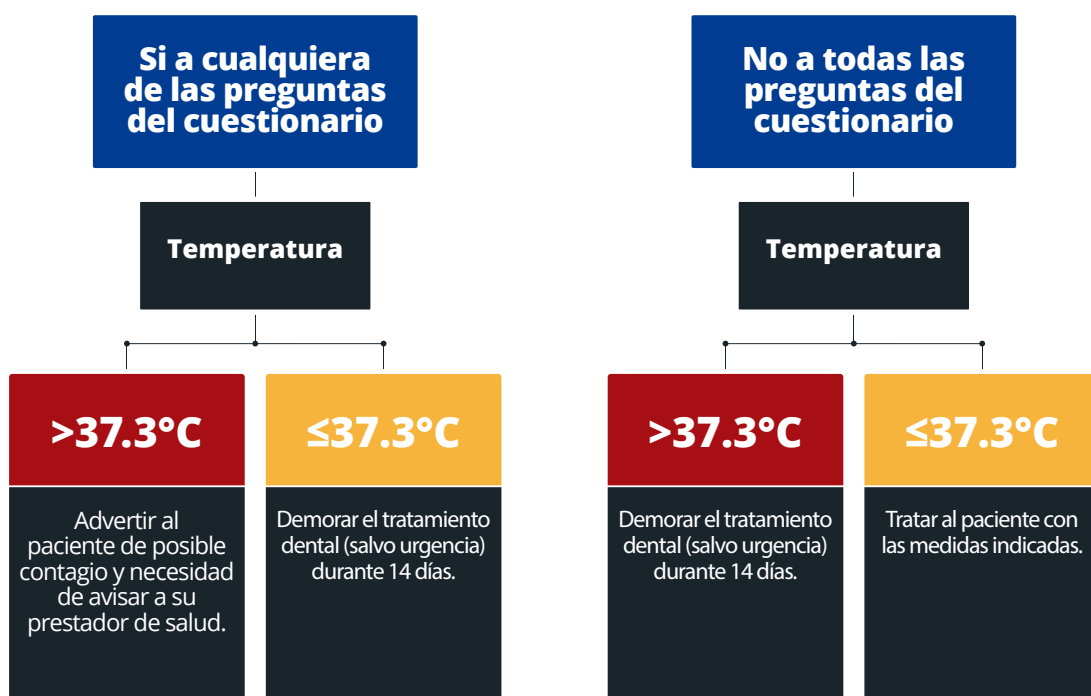 Si a cualquiera
de las preguntas
del cuestionario
Temperatura
>37.3°C
Advertir al
paciente de posible
contagio y necesidad
de avisar a su
prestador de salud.
≤37.3°C
Demorar el tratamiento
dental (salvo urgencia)
durante 14 días.
No a todas las
preguntas del
cuestionario
Temperatura
>37.3°C
Demorar el tratamiento
dental (salvo urgencia)
durante 14 días.
≤37.3°C
Tratar al paciente con
las medidas indicadas.